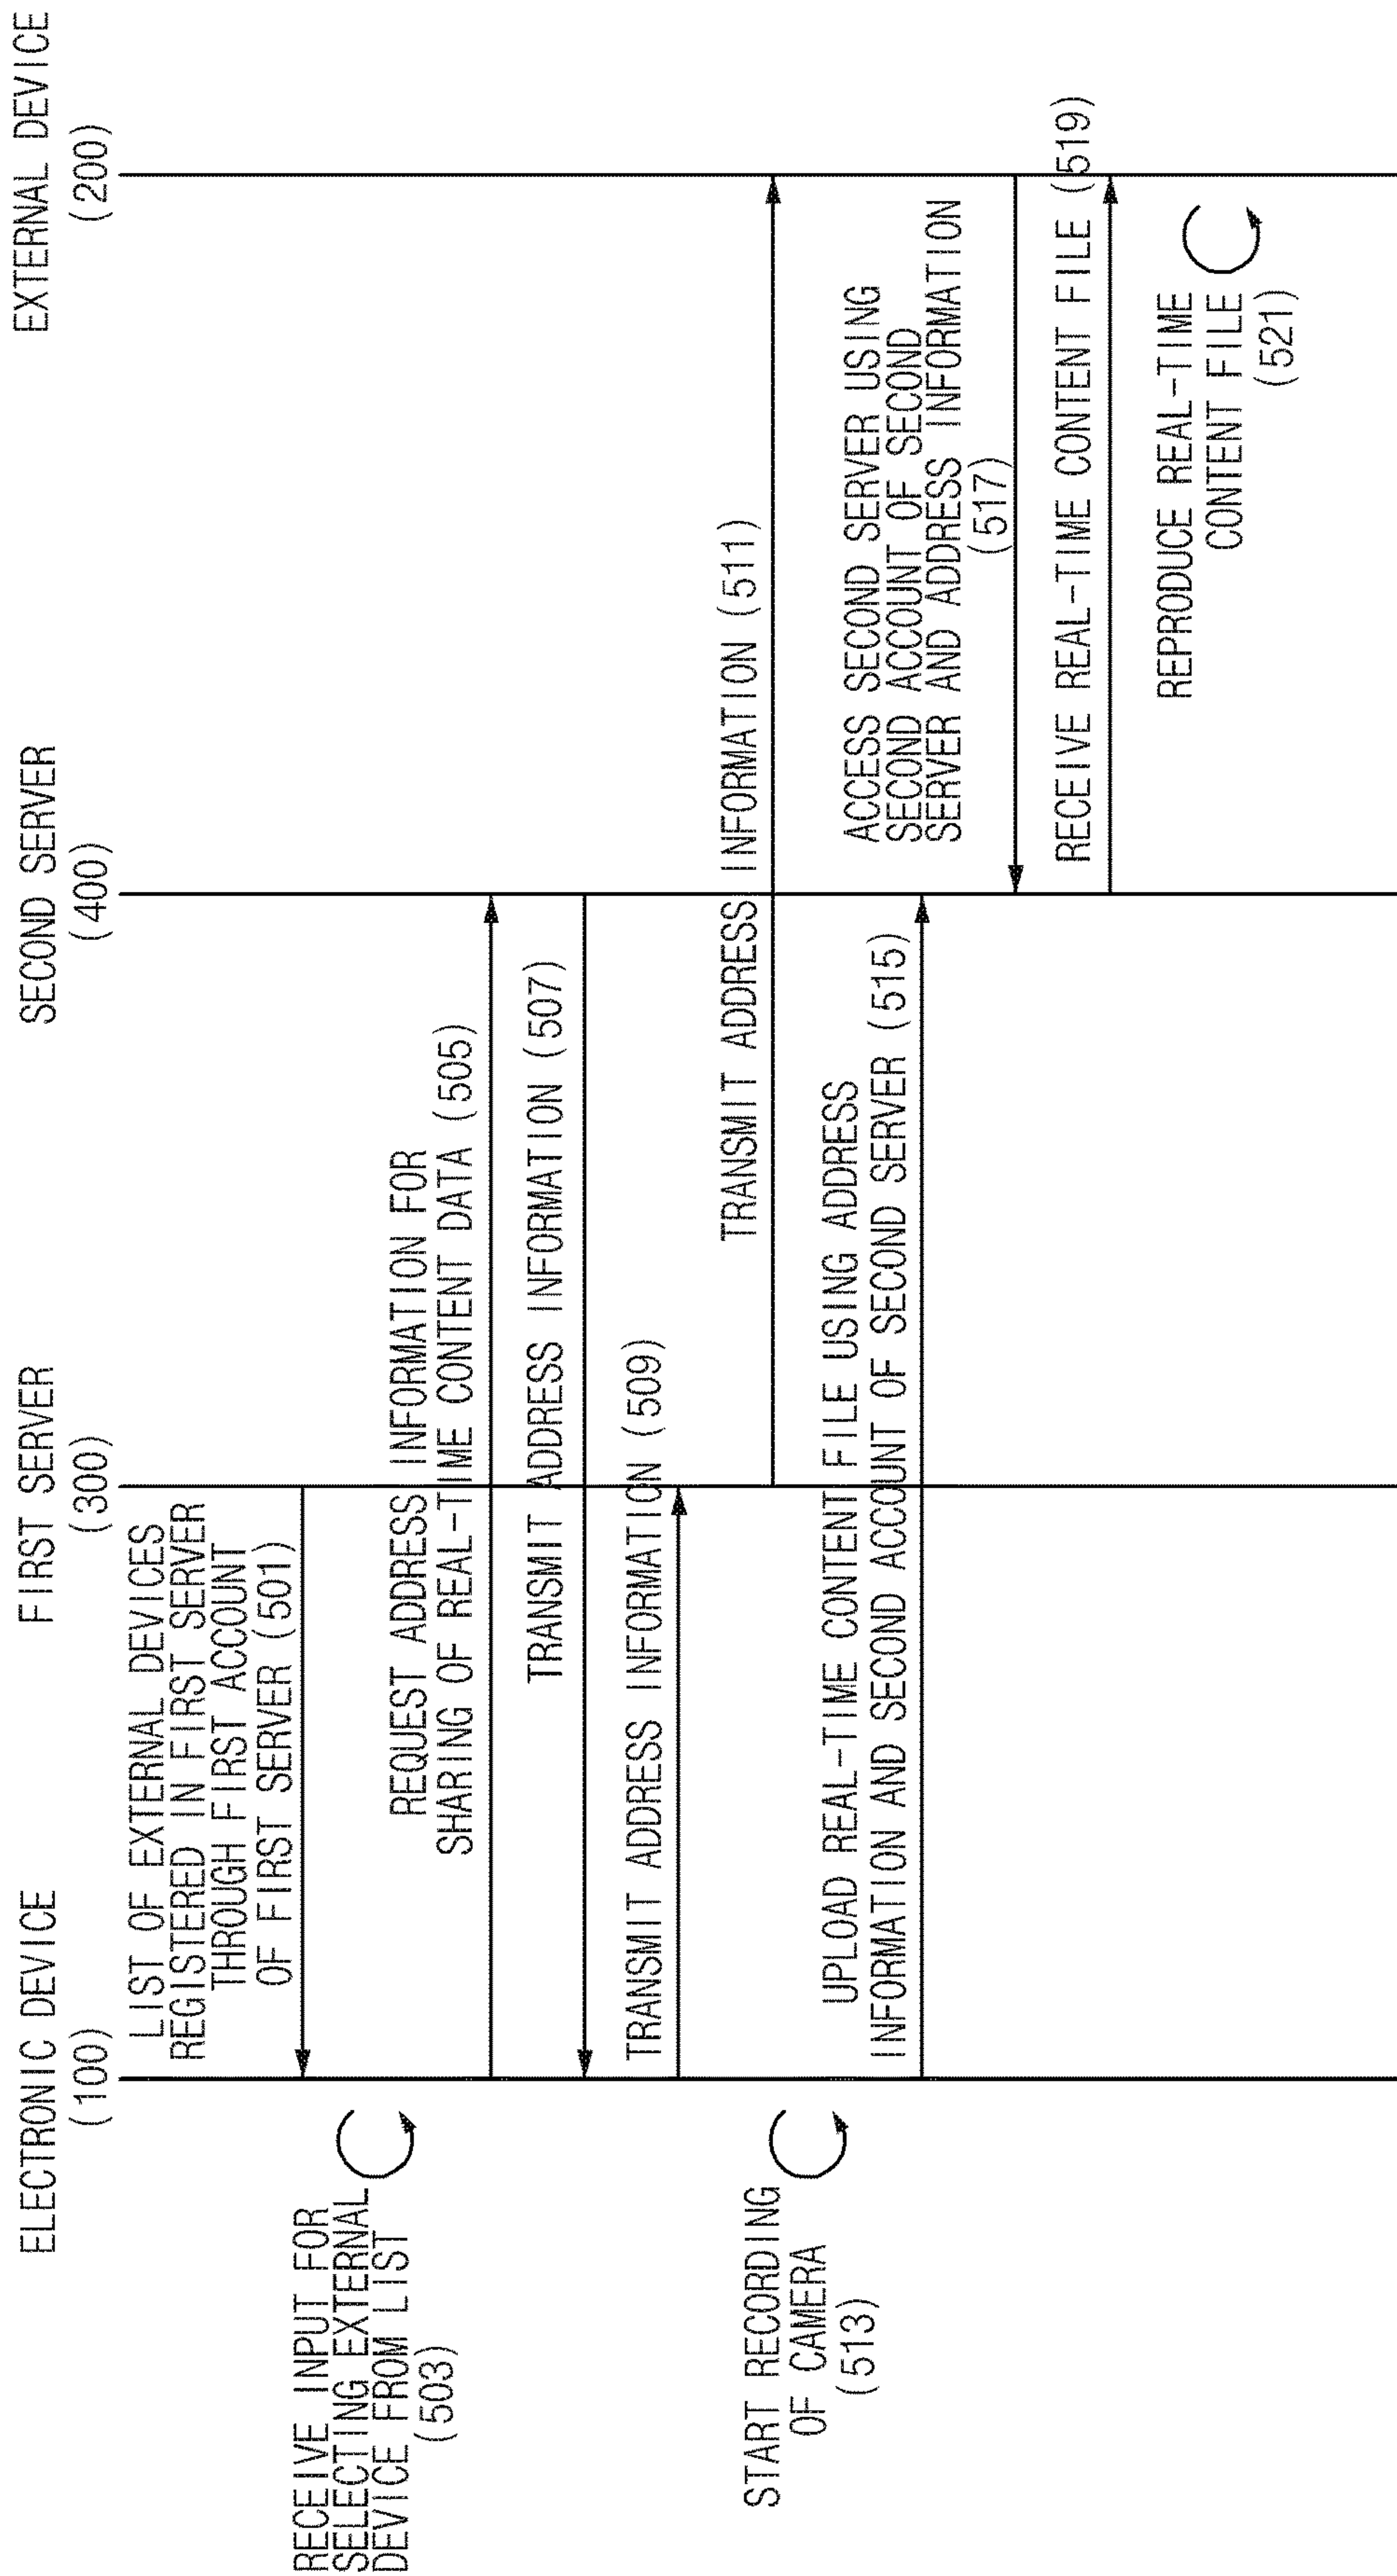 ELECTRONIC DEVICE
(100)
FIRST SERVER
(300)
SECOND SERVER
(400)
EXTERNAL DEVICE
(200)
LIST OF EXTERNAL DEVICES
REGISTERED IN FIRST SERVER
THROUGH FIRST ACCOUNT
OF FIRST SERVER (501)
RECEIVE INPUT FOR
SELECTING EXTERNAL
DEVICE FROM LIST
(503)
REQUEST ADDRESS INFORMATION FOR
SHARING OF REAL-TIME CONTENT DATA (505)
TRANSMIT ADDRESS INFORMATION (507)
TRANSMIT ADDRESS INFORMATION (509)
TRANSMIT ADDRESS INFORMATION (511)
START RECORDING
OF CAMERA
(513)
UPLOAD REAL-TIME CONTENT FILE USING ADDRESS
INFORMATION AND SECOND ACCOUNT OF SECOND SERVER (515)
ACCESS SECOND SERVER USING
SECOND ACCOUNT OF SECOND
SERVER AND ADDRESS INFORMATION
(517)
RECEIVE REAL-TIME CONTENT FILE (519)
REPRODUCE REAL-TIME
CONTENT FILE
(521)